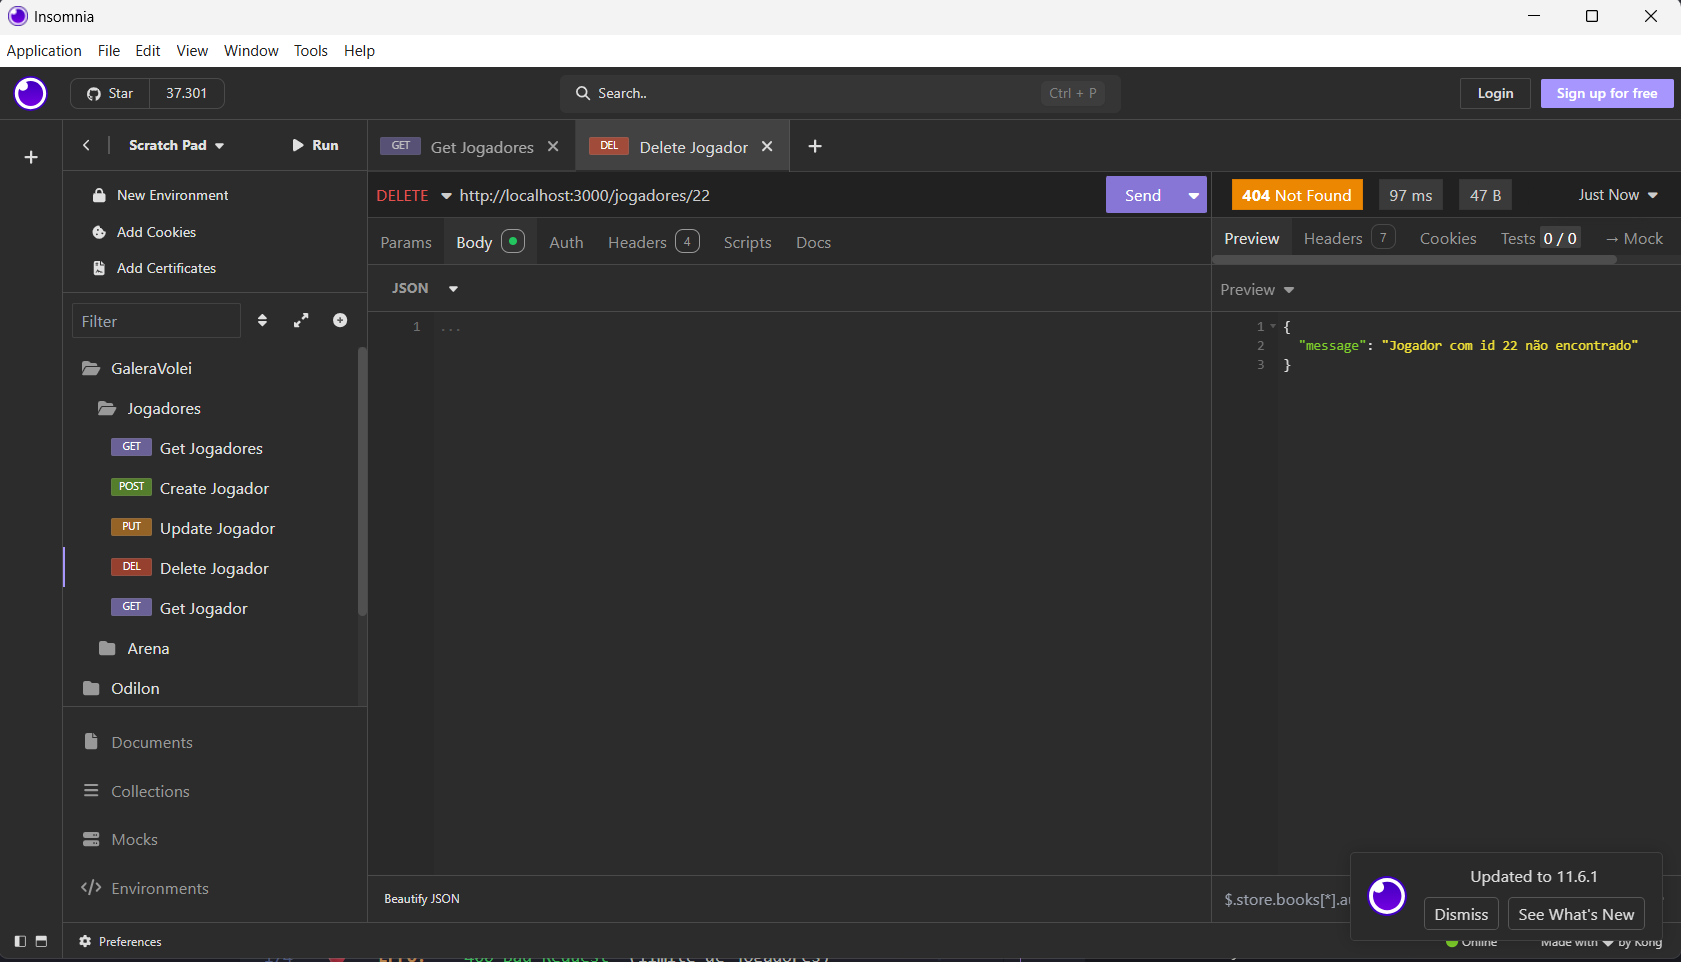 Insomnia
Application File Edit View Window Tools Help
Star 37.301
Search..
Ctrl + P
Login
Sign up for free
Scratch Pad
Run
New Environment
Add Cookies
Add Certificates
Filter
GaleraVolei
Jogadores
GET Get Jogadores
POST Create Jogador
PUT Update Jogador
DEL Delete Jogador
GET Get Jogador
Arena
Odilon
Documents
Collections
Mocks
Environments
Preferences
GET Get Jogadores
DEL Delete Jogador
DELETE http://localhost:3000/jogadores/22
Send
Params Body Auth Headers 4 Scripts Docs
JSON
1 ...
Beautify JSON
404 Not Found 97 ms 47 B Just Now
Preview Headers 7 Cookies Tests 0 / 0 → Mock
Preview
1 {
2 "message": "Jogador com id 22 não encontrado"
3 }
$.store.books[*].au
Updated to 11.6.1
Dismiss See What's New
Online
Made with by Kong